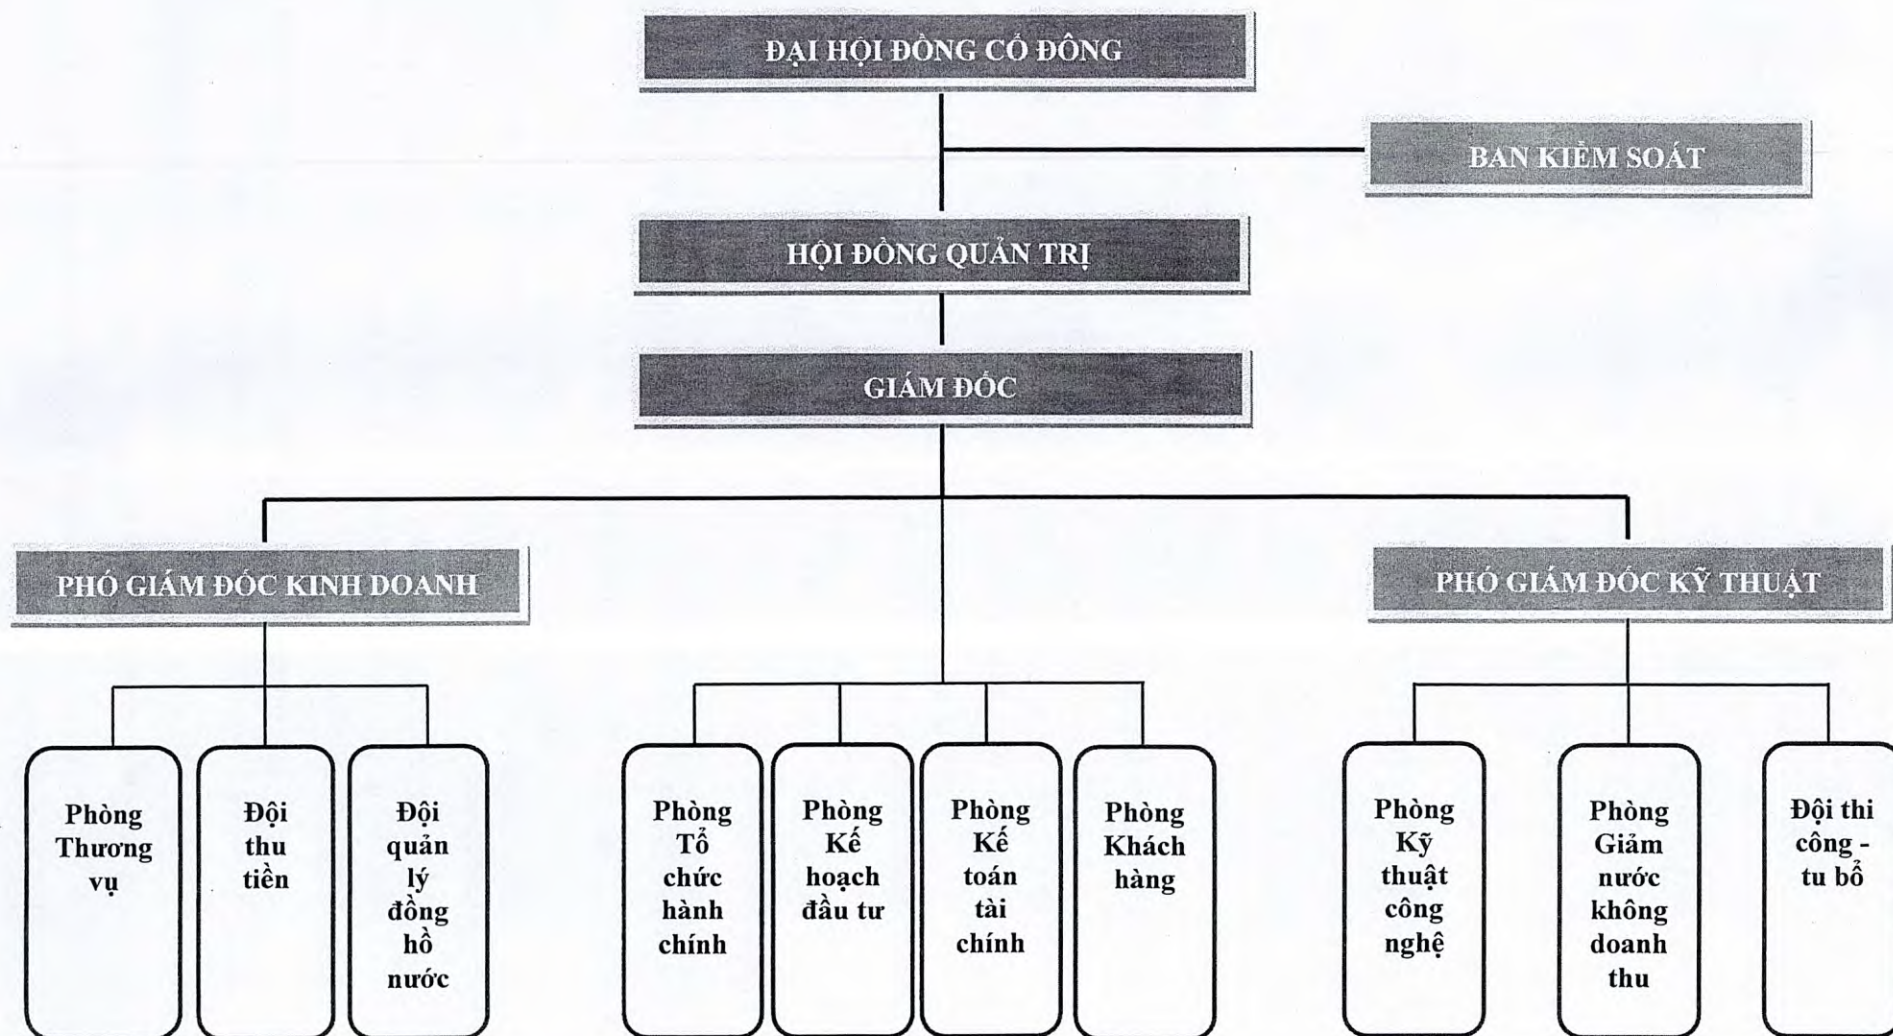 ĐẠI HỘI ĐỒNG CỔ ĐÔNG
BAN KIỂM SOÁT
HỘI ĐỒNG QUẢN TRỊ
GIÁM ĐỐC
PHÓ GIÁM ĐỐC KINH DOANH
PHÓ GIÁM ĐỐC KỸ THUẬT
Phòng
Thương
vụ
Đội
thu
tiền
Đội
quản
lý
đồng
hồ
nước
Phòng
Tổ
chức
hành
chính
Phòng
Kế
hoạch
đầu tư
Phòng
Kế
toán
tài
chính
Phòng
Khách
hàng
Phòng
Kỹ
thuật
công
nghệ
Phòng
Giảm
nước
không
doanh
thu
Đội thi
công -
tu bổ